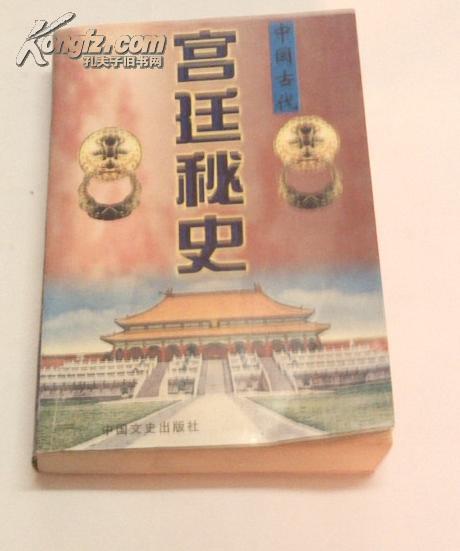 Kongfz.com
孔夫子旧书网
中国古代
宫廷秘史
中国文史出版社